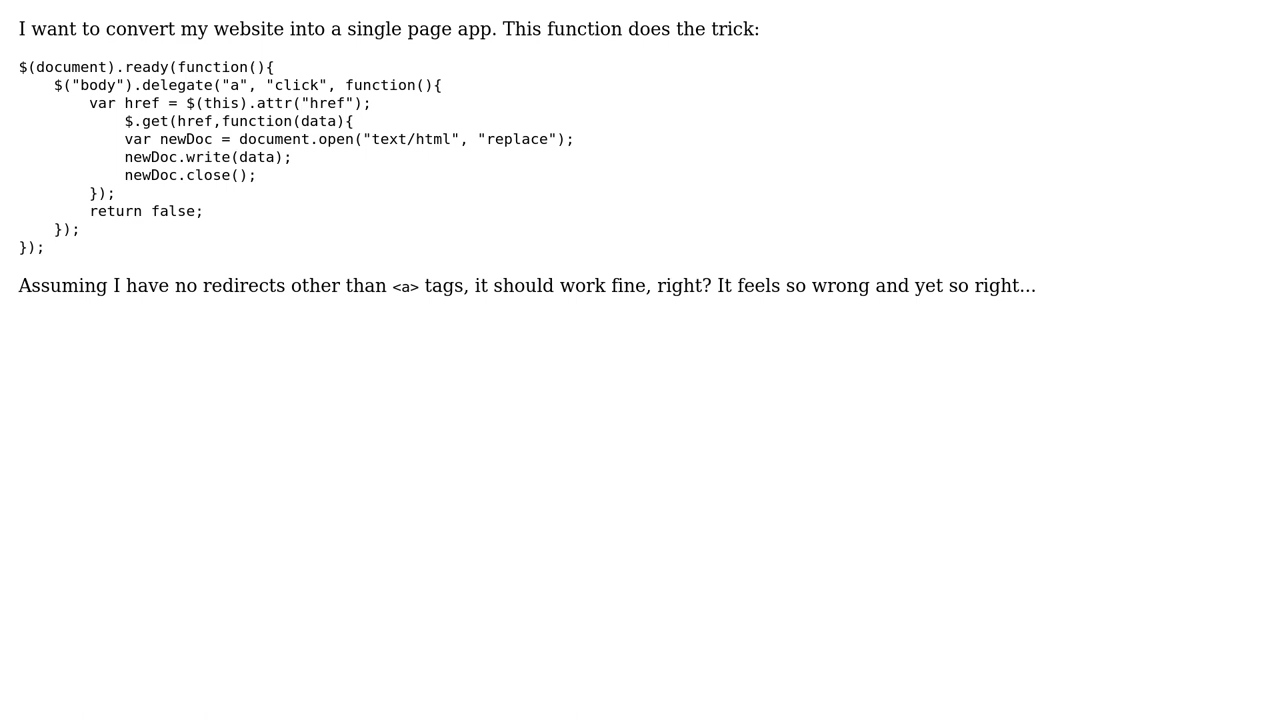 I want to convert my website into a single page app. This function does the trick:
$(document).ready(function(){
    $("body").delegate("a", "click", function(){
        var href = $(this).attr("href");
            $.get(href,function(data){
            var newDoc = document.open("text/html", "replace");
            newDoc.write(data);
            newDoc.close();
        });
        return false;
    });
});
Assuming I have no redirects other than <a> tags, it should work fine, right? It feels so wrong and yet so right...